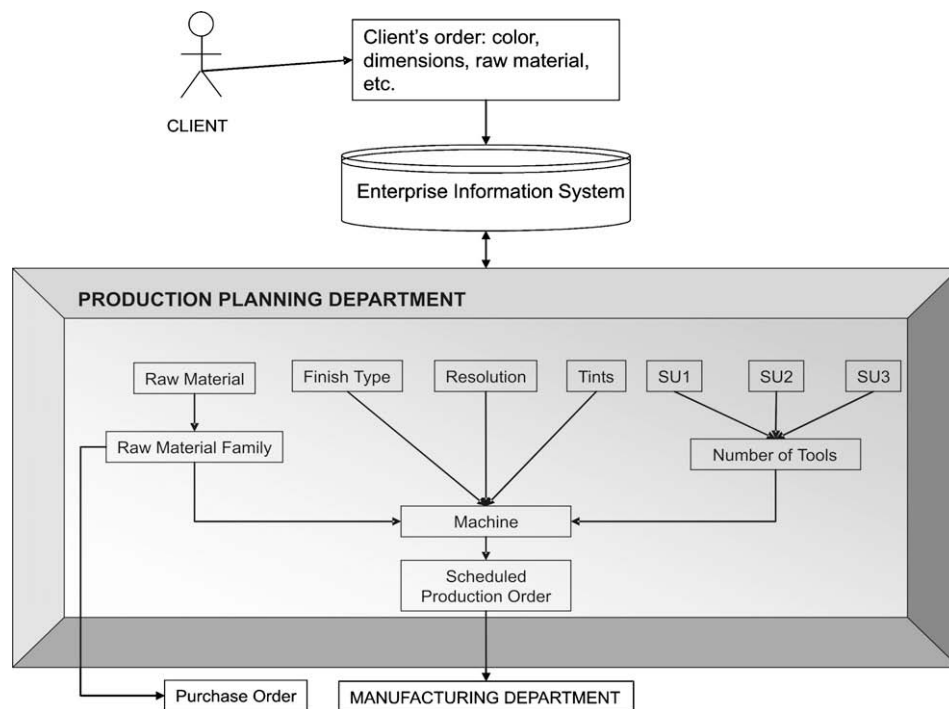 Client's order: color,
dimensions, raw material,
etc.
CLIENT
Enterprise Information System
PRODUCTION PLANNING DEPARTMENT
Raw Material
Finish Type
Resolution
Tints
SU1
SU2
SU3
Raw Material Family
Number of Tools
Machine
Scheduled
Production Order
Purchase Order
MANUFACTURING DEPARTMENT